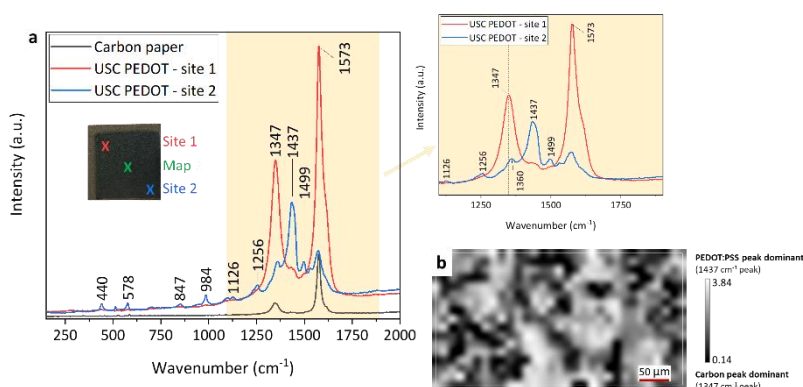 a
Carbon paper
USC PEDOT - site 1
USC PEDOT - site 2
X Site 1
X Map
X Site 2
440
578
847
984
1126
1256
1347
1437
1499
1573
Intensity (a.u.)
250 500 750 1000 1250 1500 1750 2000
Wavenumber (cm⁻¹)
USC PEDOT - site 1
USC PEDOT - site 2
1126
1256
1347
1360
1437
1499
1573
Intensity (a.u.)
1250 1500 1750
Wavenumber (cm⁻¹)
b
50 µm
PEDOT:PSS peak dominant
(1437 cm⁻¹ peak)
3.84
0.14
Carbon peak dominant
(1347 cm⁻¹ peak)